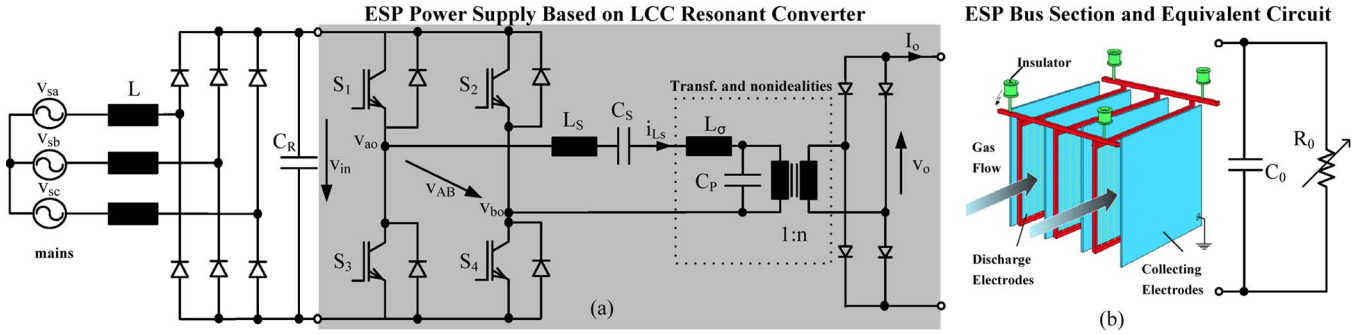 ESP Power Supply Based on LCC Resonant Converter
ESP Bus Section and Equivalent Circuit
v_sa
v_sb
v_sc
L
mains
C_R
v_in
S_1
S_2
S_3
S_4
v_ao
v_AB
v_bo
L_S
C_S
i_Ls
Transf. and nonidealities
L_σ
C_P
1:n
I_o
v_o
(a)
Insulator
Gas
Flow
Discharge
Electrodes
Collecting
Electrodes
C_0
R_0
(b)